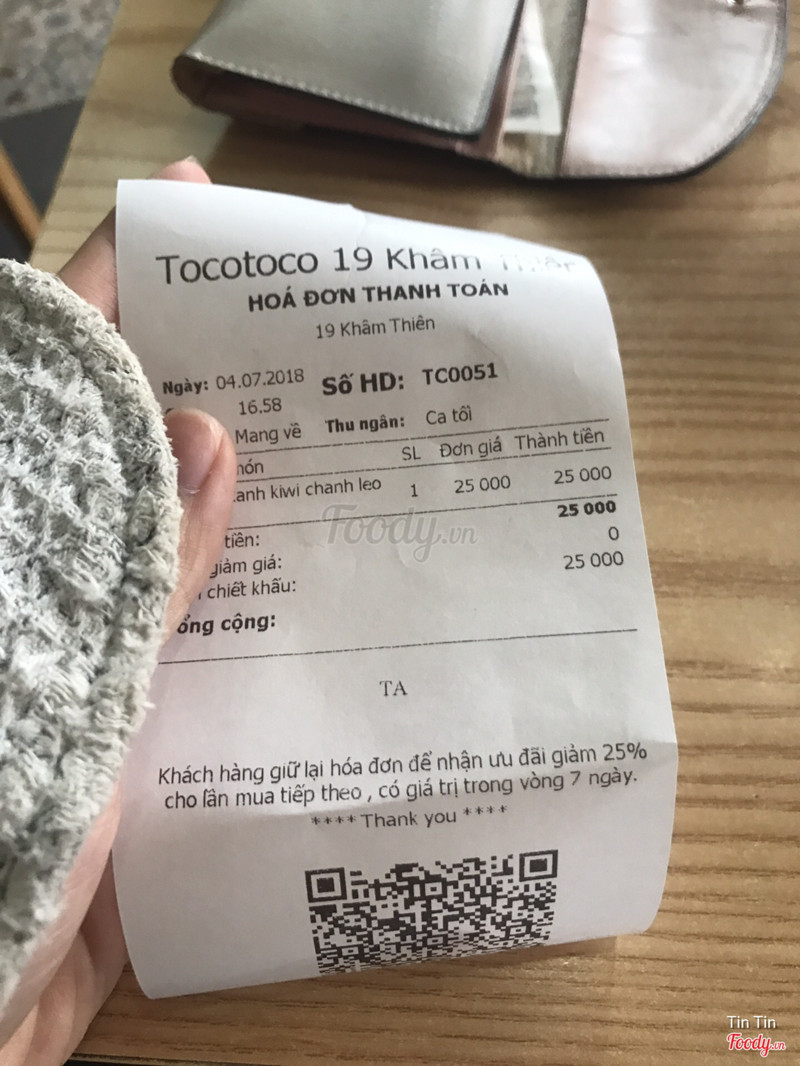 Tocotoco 19 Khâm Thiên
HOÁ ĐƠN THANH TOÁN
19 Khâm Thiên
Ngày: 04.07.2018 Số HD: TC0051
16.58
Mang về Thu ngân: Ca tối
món SL Đơn giá Thành tiền
anh kiwi chanh leo 1 25 000 25 000
tiền: 25 000
giảm giá: 0
chiết khấu: 25 000
ổng cộng:
TA
Khách hàng giữ lại hóa đơn để nhận ưu đãi giảm 25%
cho lần mua tiếp theo , có giá trị trong vòng 7 ngày.
**** Thank you ****
Foody.vn
Tin Tin
Foody.vn